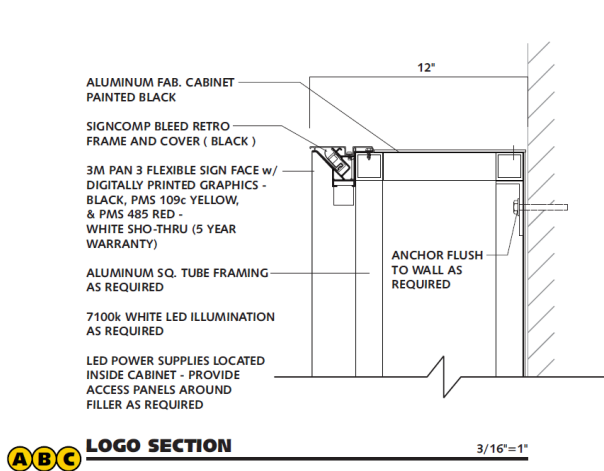 12"
ALUMINUM FAB. CABINET
PAINTED BLACK
SIGNCOMP BLEED RETRO
FRAME AND COVER ( BLACK )
3M PAN 3 FLEXIBLE SIGN FACE w/
DIGITALLY PRINTED GRAPHICS -
BLACK, PMS 109c YELLOW,
& PMS 485 RED -
WHITE SHO-THRU (5 YEAR
WARRANTY)
ANCHOR FLUSH
TO WALL AS
REQUIRED
ALUMINUM SQ. TUBE FRAMING
AS REQUIRED
7100k WHITE LED ILLUMINATION
AS REQUIRED
LED POWER SUPPLIES LOCATED
INSIDE CABINET - PROVIDE
ACCESS PANELS AROUND
FILLER AS REQUIRED
A B C LOGO SECTION 3/16"=1"